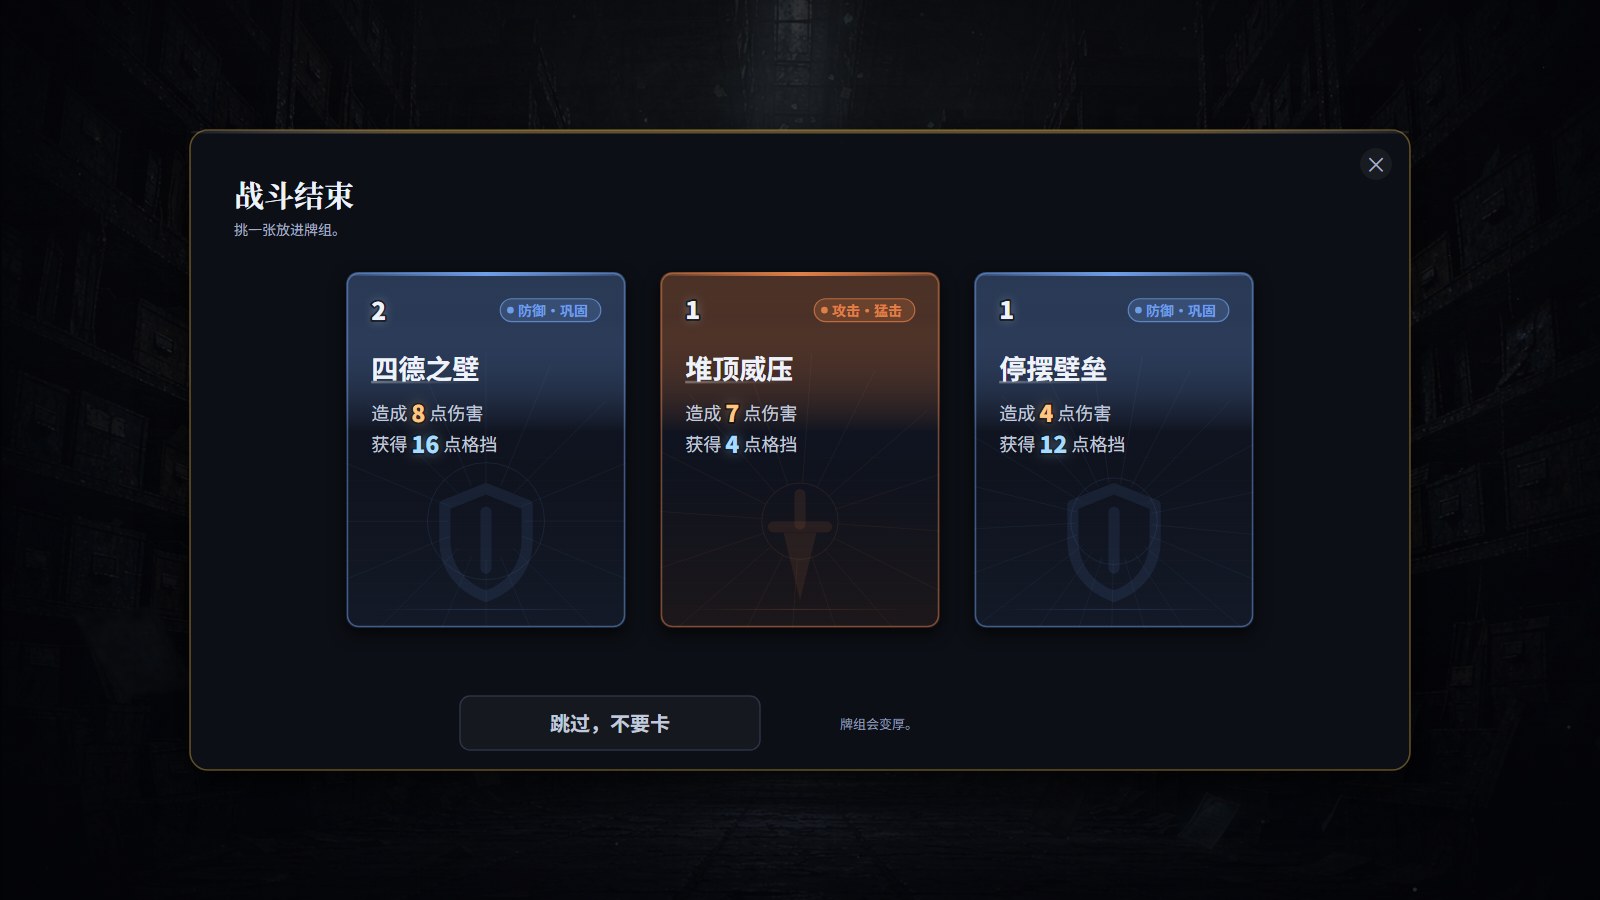 战斗结束
挑一张放进牌组。
2
防御·巩固
四德之壁
造成 8 点伤害
获得 16 点格挡
1
攻击·猛击
堆顶威压
造成 7 点伤害
获得 4 点格挡
1
防御·巩固
停摆壁垒
造成 4 点伤害
获得 12 点格挡
跳过，不要卡
牌组会变厚。